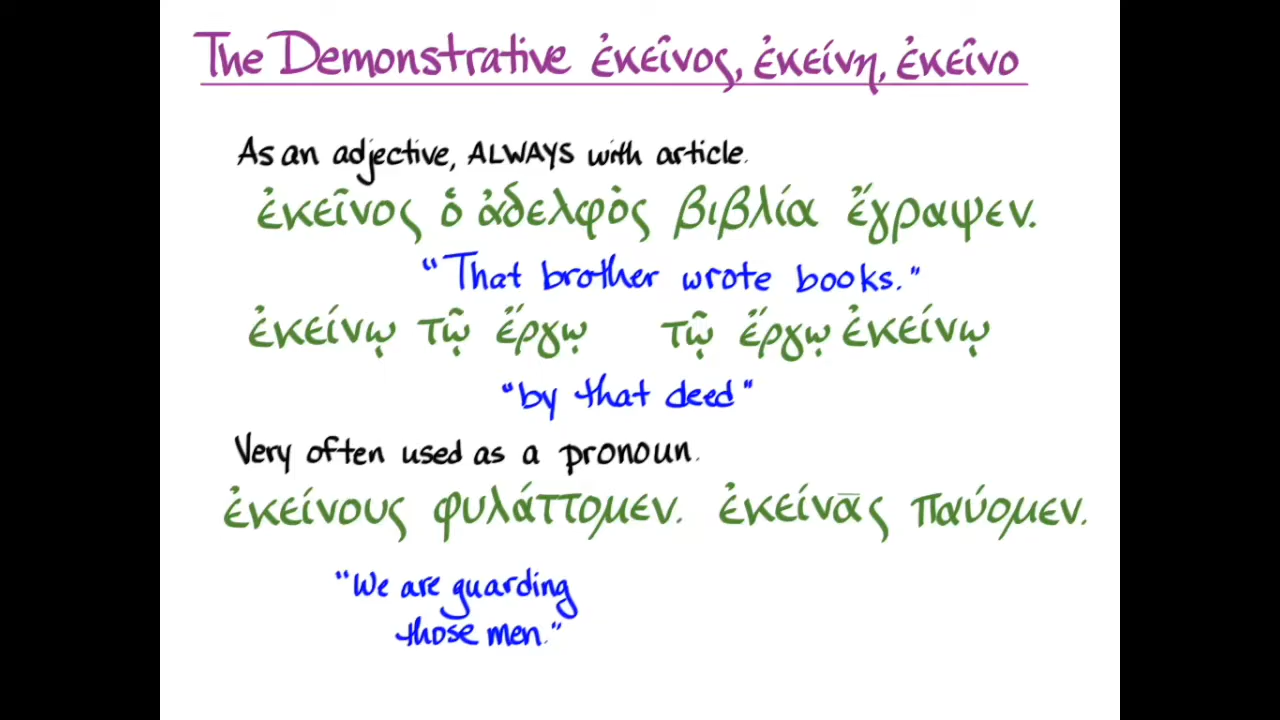 The Demonstrative ἐκεῖνος, ἐκείνη, ἐκεῖνο
As an adjective, ALWAYS with article.
ἐκεῖνος ὁ ἀδελφὸς βιβλία ἔγραψεν.
"That brother wrote books."
ἐκείνῳ τῷ ἔργῳ τῷ ἔργῳ ἐκείνῳ
"by that deed"
Very often used as a pronoun.
ἐκείνους φυλάττομεν. ἐκείνᾱς παύομεν.
"We are guarding
those men."